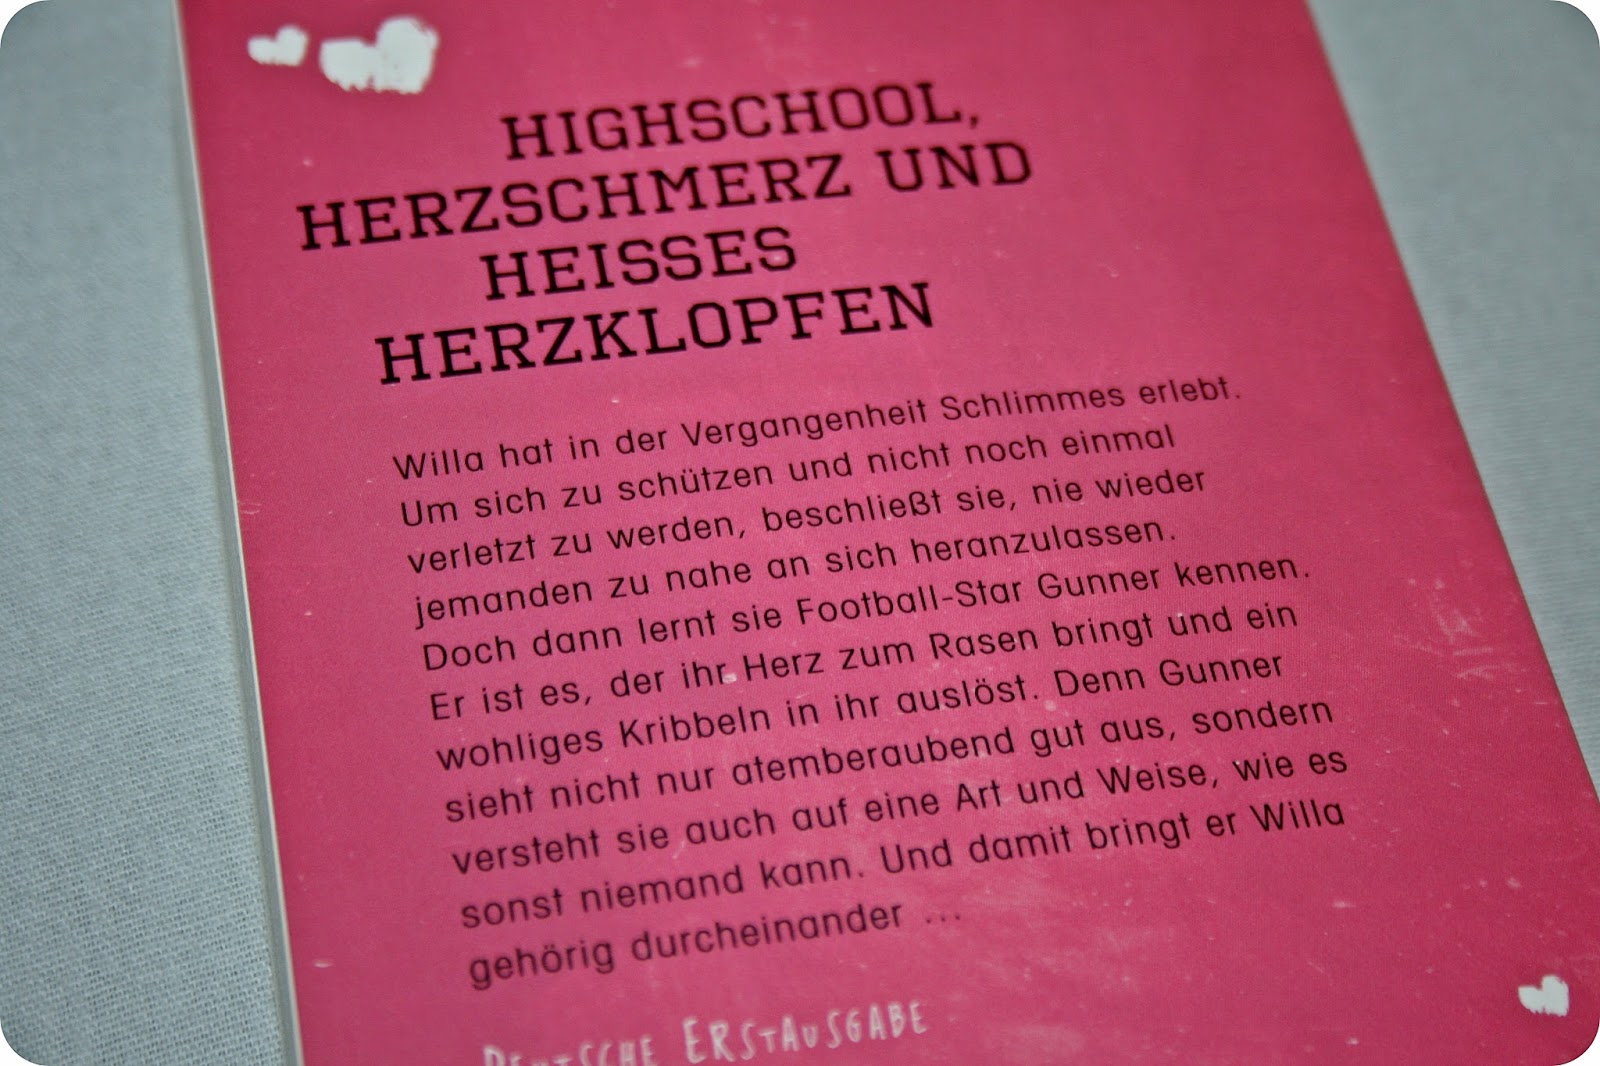 HIGHSCHOOL,
HERZSCHMERZ UND
HEISSES
HERZKLOPFEN
Willa hat in der Vergangenheit Schlimmes erlebt.
Um sich zu schützen und nicht noch einmal
verletzt zu werden, beschließt sie, nie wieder
jemanden zu nahe an sich heranzulassen.
Doch dann lernt sie Football-Star Gunner kennen.
Er ist es, der ihr Herz zum Rasen bringt und ein
wohliges Kribbeln in ihr auslöst. Denn Gunner
sieht nicht nur atemberaubend gut aus, sondern
versteht sie auch auf eine Art und Weise, wie es
sonst niemand kann. Und damit bringt er Willa
gehörig durcheinander ...
DEUTSCHE ERSTAUSGABE